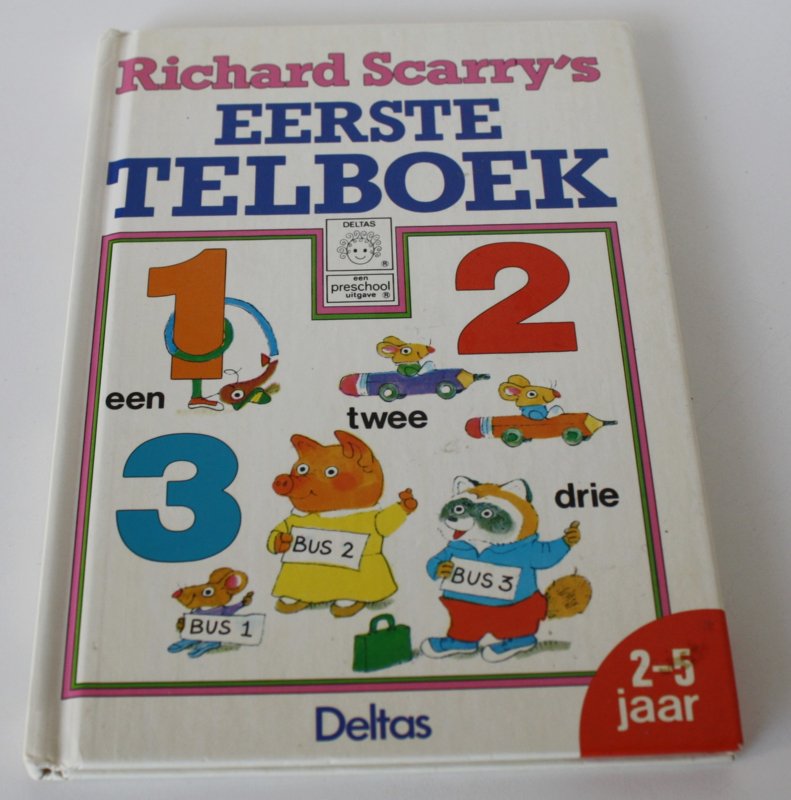 Richard Scarry's
EERSTE
TELBOEK
DELTAS
®
een
preschool
uitgave ®
1
2
een
twee
3
drie
BUS 2
BUS 3
BUS 1
2-5
jaar
Deltas